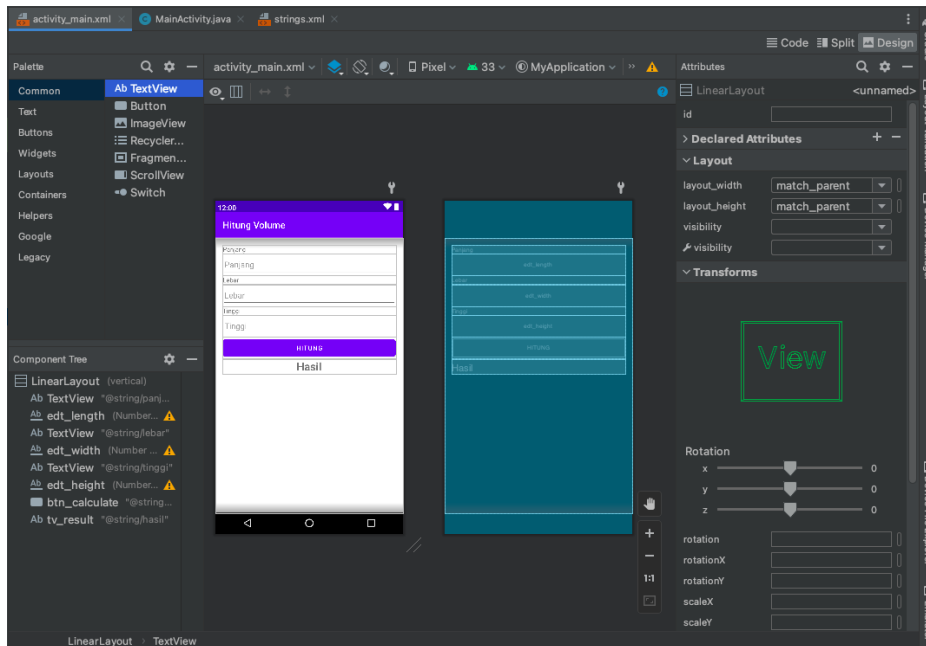 activity_main.xml
MainActivity.java
strings.xml
Code
Split
Design
Palette
activity_main.xml
Pixel
33
MyApplication
Attributes
Common
Text
Buttons
Widgets
Layouts
Containers
Helpers
Google
Legacy
Ab TextView
Button
ImageView
Recycler...
Fragmen...
ScrollView
Switch
LinearLayout
<unnamed>
id
Declared Attributes
Layout
layout_width
match_parent
layout_height
match_parent
visibility
visibility
Transforms
View
Rotation
x
0
y
0
z
0
rotation
rotationX
rotationY
scaleX
scaleY
12:00
Hitung Volume
Panjang
Panjang
Lebar
Lebar
Tinggi
Tinggi
HITUNG
Hasil
Panjang
edt_length
Lebar
edt_width
Tinggi
edt_height
HITUNG
Hasil
1:1
Component Tree
LinearLayout (vertical)
Ab TextView "@string/panj...
Ab edt_length (Number...
Ab TextView "@string/lebar"
Ab edt_width (Number ...
Ab TextView "@string/tinggi"
Ab edt_height (Number...
btn_calculate "@string...
Ab tv_result "@string/hasil"
LinearLayout
TextView